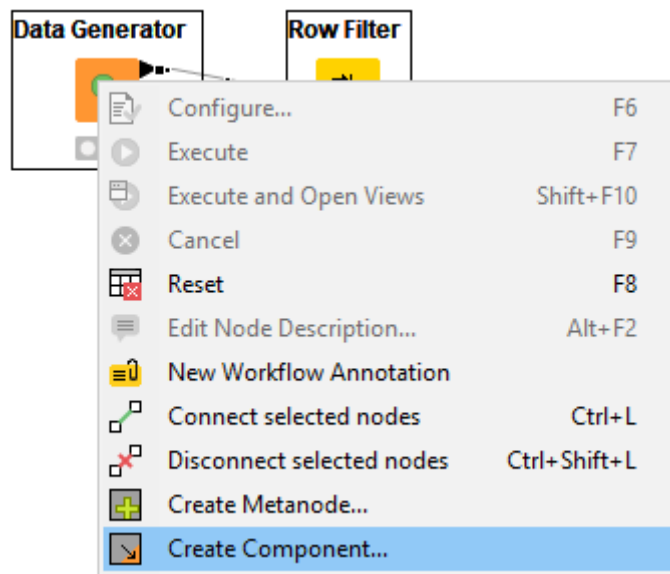 Data Generator Row Filter
Configure... F6
Execute F7
Execute and Open Views Shift+F10
Cancel F9
Reset F8
Edit Node Description... Alt+F2
New Workflow Annotation
Connect selected nodes Ctrl+L
Disconnect selected nodes Ctrl+Shift+L
Create Metanode...
Create Component...